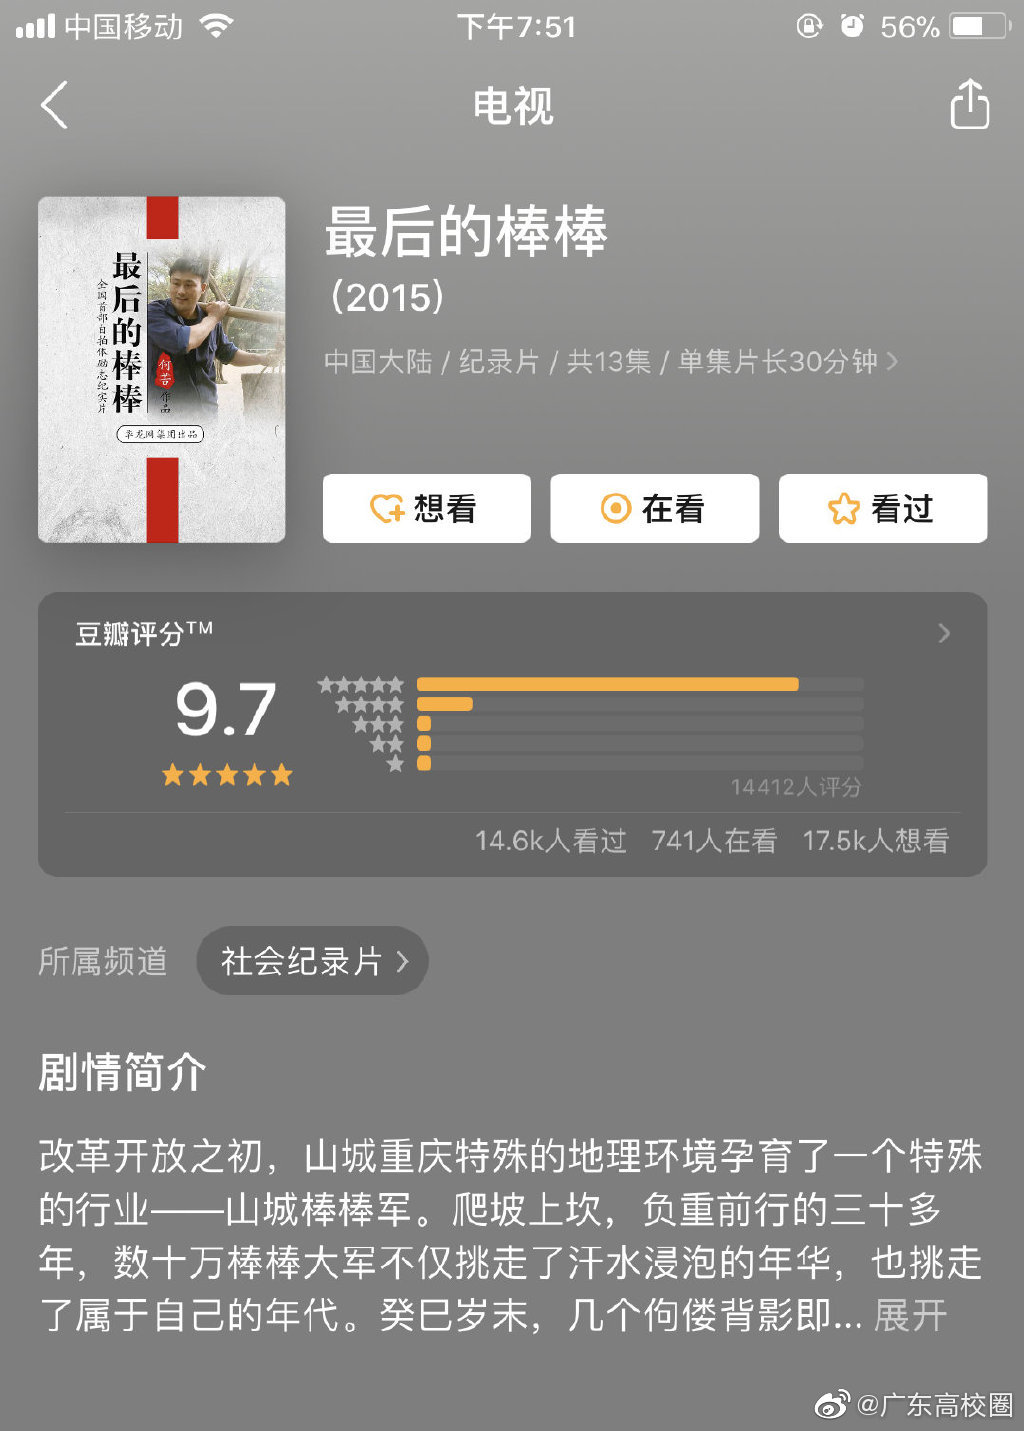 中国移动
下午7:51
56%
电视
最后的棒棒
全国首部自拍体励志纪实片
何苦
作品
华龙网集团出品
最后的棒棒
(2015)
中国大陆 / 纪录片 / 共13集 / 单集片长30分钟
想看
在看
看过
豆瓣评分TM
9.7
14412人评分
14.6k人看过 741人在看 17.5k人想看
所属频道
社会纪录片
剧情简介
改革开放之初，山城重庆特殊的地理环境孕育了一个特殊
的行业——山城棒棒军。爬坡上坎，负重前行的三十多
年，数十万棒棒大军不仅挑走了汗水浸泡的年华，也挑走
了属于自己的年代。癸巳岁末，几个佝偻背影即... 展开
@广东高校圈